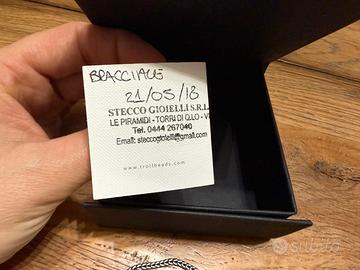 BRACCIALE
21/05/18
STECCO GIOIELLI S.R.L.
LE PIRAMIDI - TORRI DI Q.LO - VI
Tel. 0444 267040
Email: steccogioielli@gmail.com
www.trollbeads.com
subito